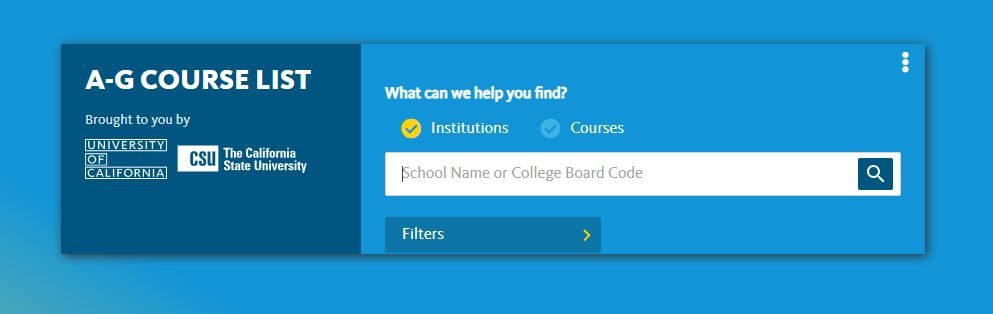 A-G COURSE LIST
Brought to you by
UNIVERSITY
OF
CALIFORNIA
CSU
The California
State University
What can we help you find?
Institutions
Courses
School Name or College Board Code
Filters